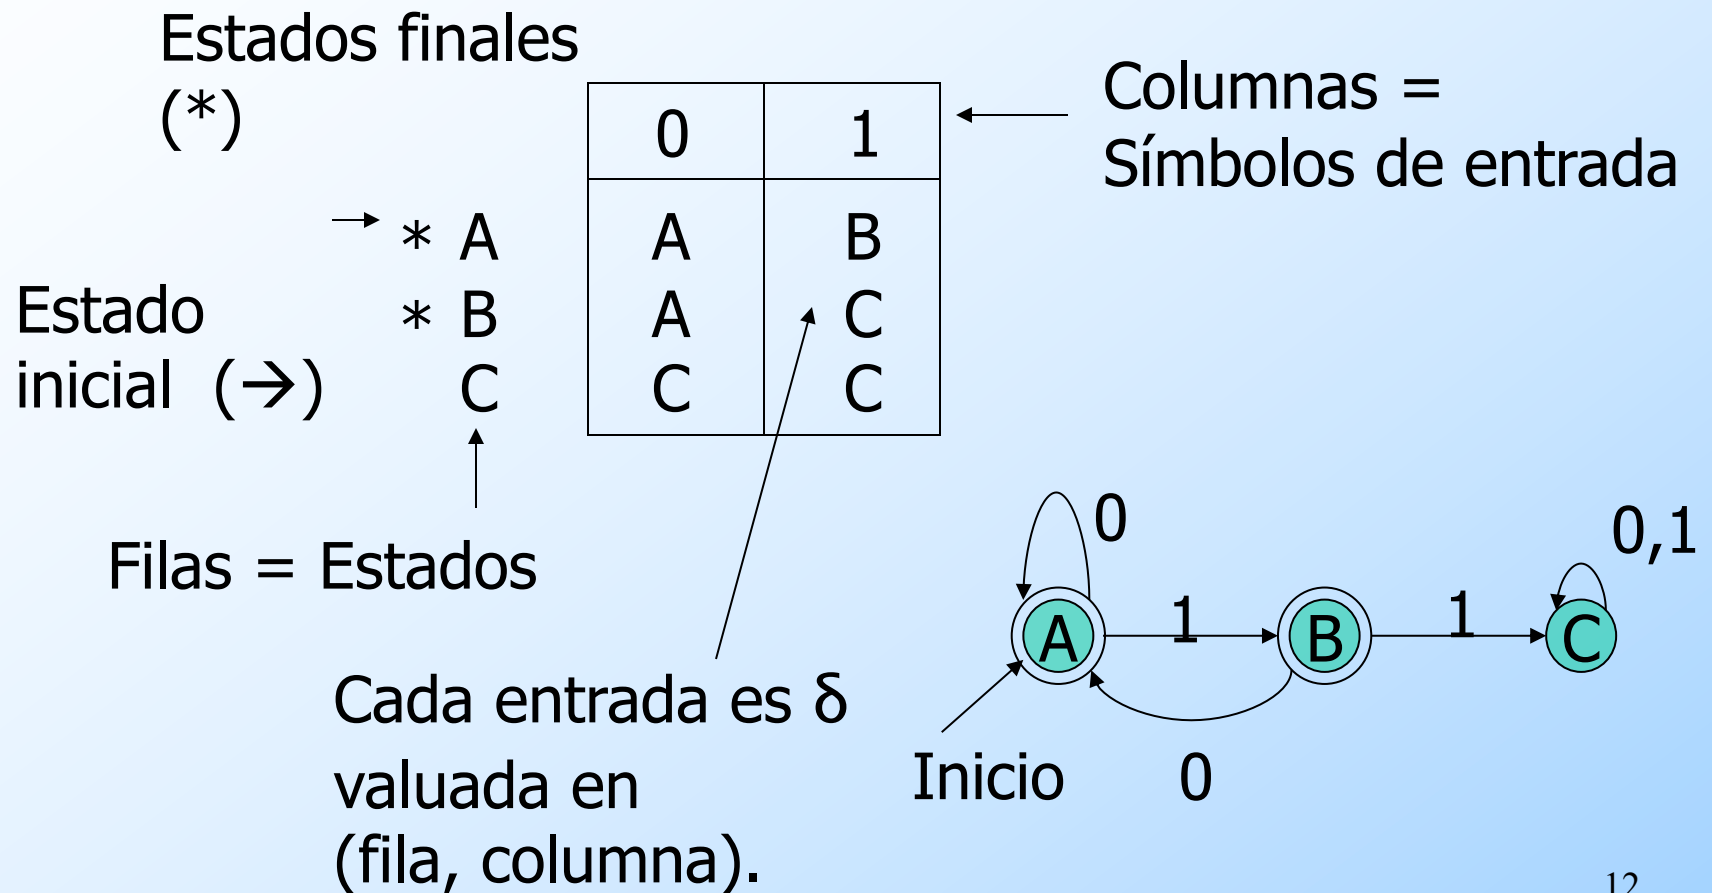 Estados finales
(*)
Columnas =
Símbolos de entrada
0 1
* A A B
* B A C
C C C
Estado
inicial (→)
Filas = Estados
Cada entrada es δ
valuada en
(fila, columna).
0
0,1
A 1 B 1 C
Inicio 0
12